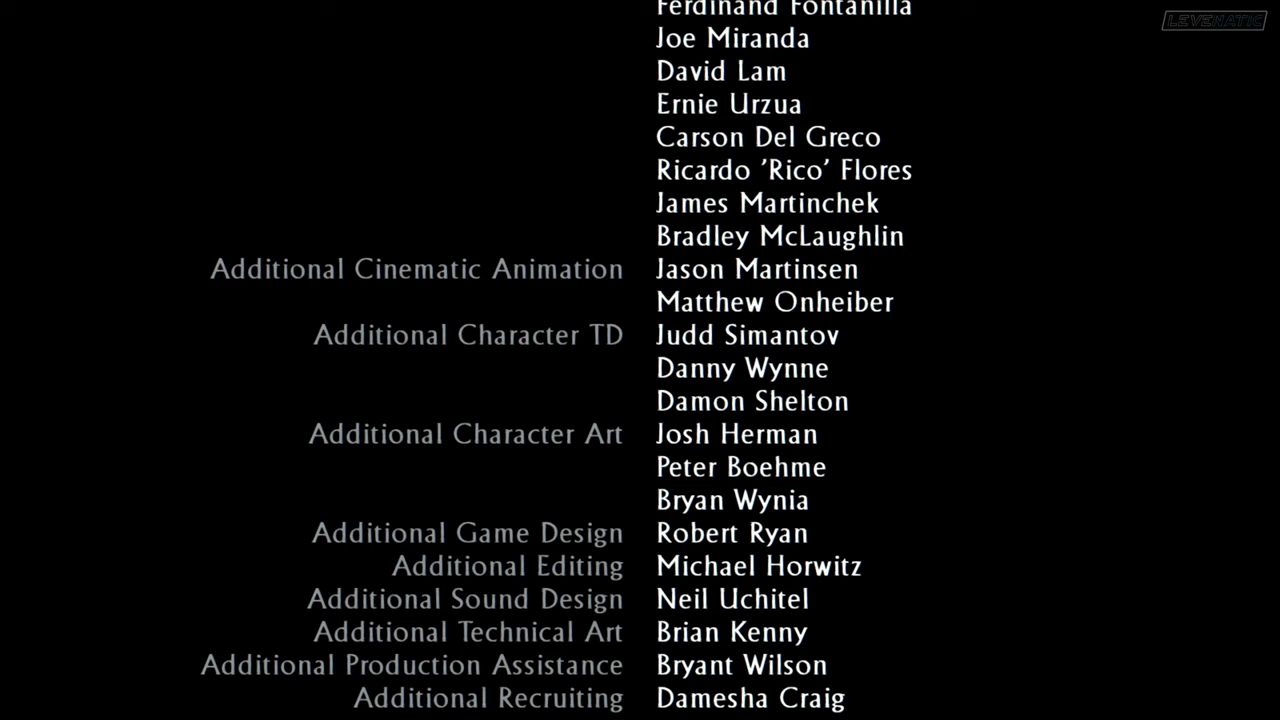 Ferdinand Fontanilla
LEVENATIC
Joe Miranda
David Lam
Ernie Urzua
Carson Del Greco
Ricardo 'Rico' Flores
James Martinchek
Bradley McLaughlin
Additional Cinematic Animation Jason Martinsen
Matthew Onheiber
Additional Character TD Judd Simantov
Danny Wynne
Damon Shelton
Additional Character Art Josh Herman
Peter Boehme
Bryan Wynia
Additional Game Design Robert Ryan
Additional Editing Michael Horwitz
Additional Sound Design Neil Uchitel
Additional Technical Art Brian Kenny
Additional Production Assistance Bryant Wilson
Additional Recruiting Damesha Craig